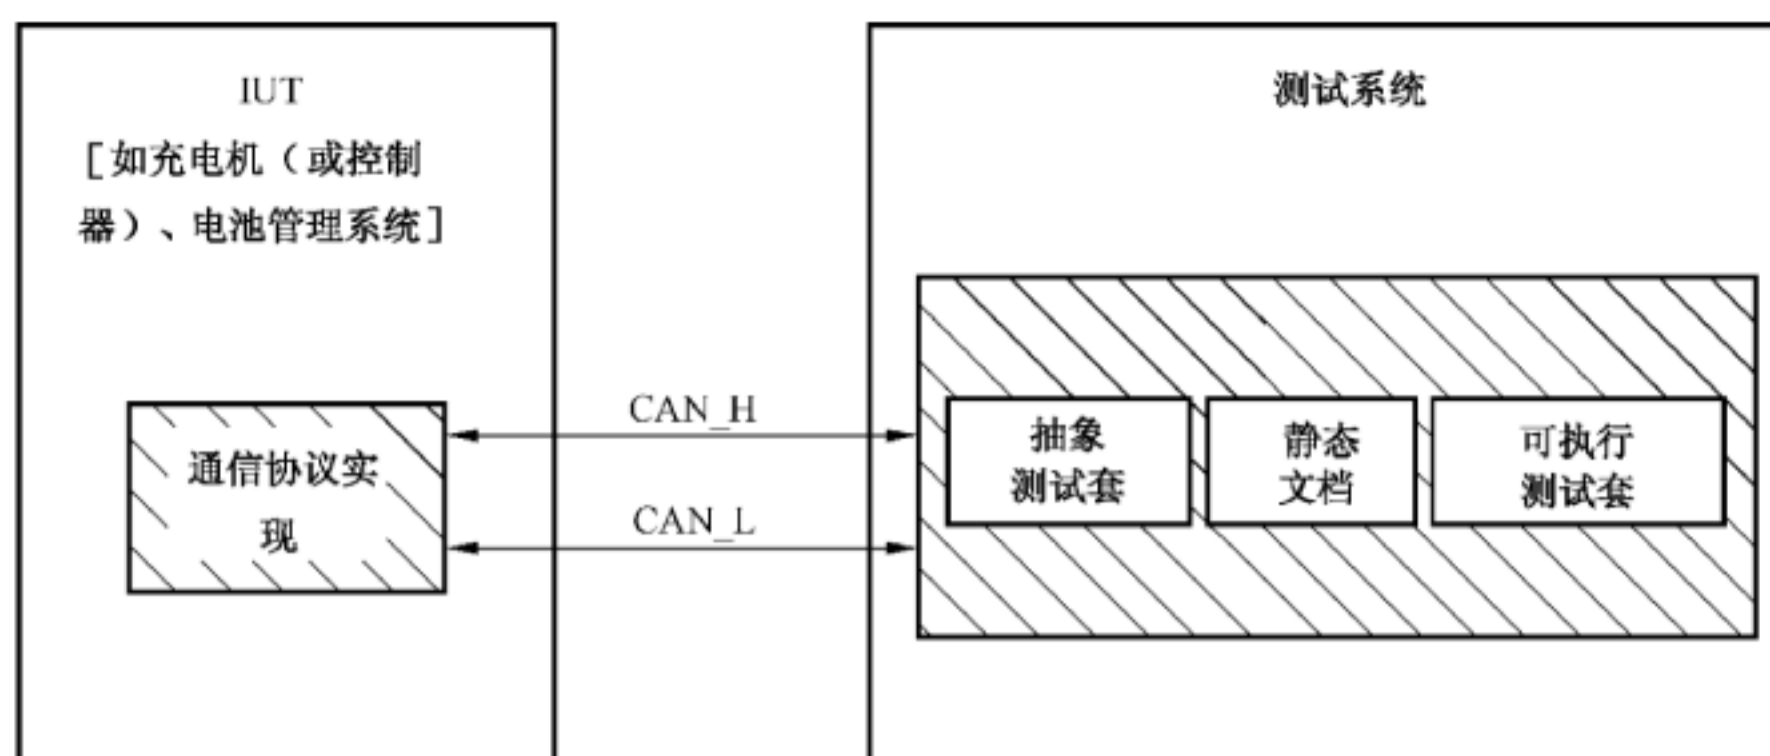 IUT
[如充电机(或控制
器)、电池管理系统]
通信协议实
现
CAN_H
CAN_L
测试系统
抽象
测试套
静态
文档
可执行
测试套